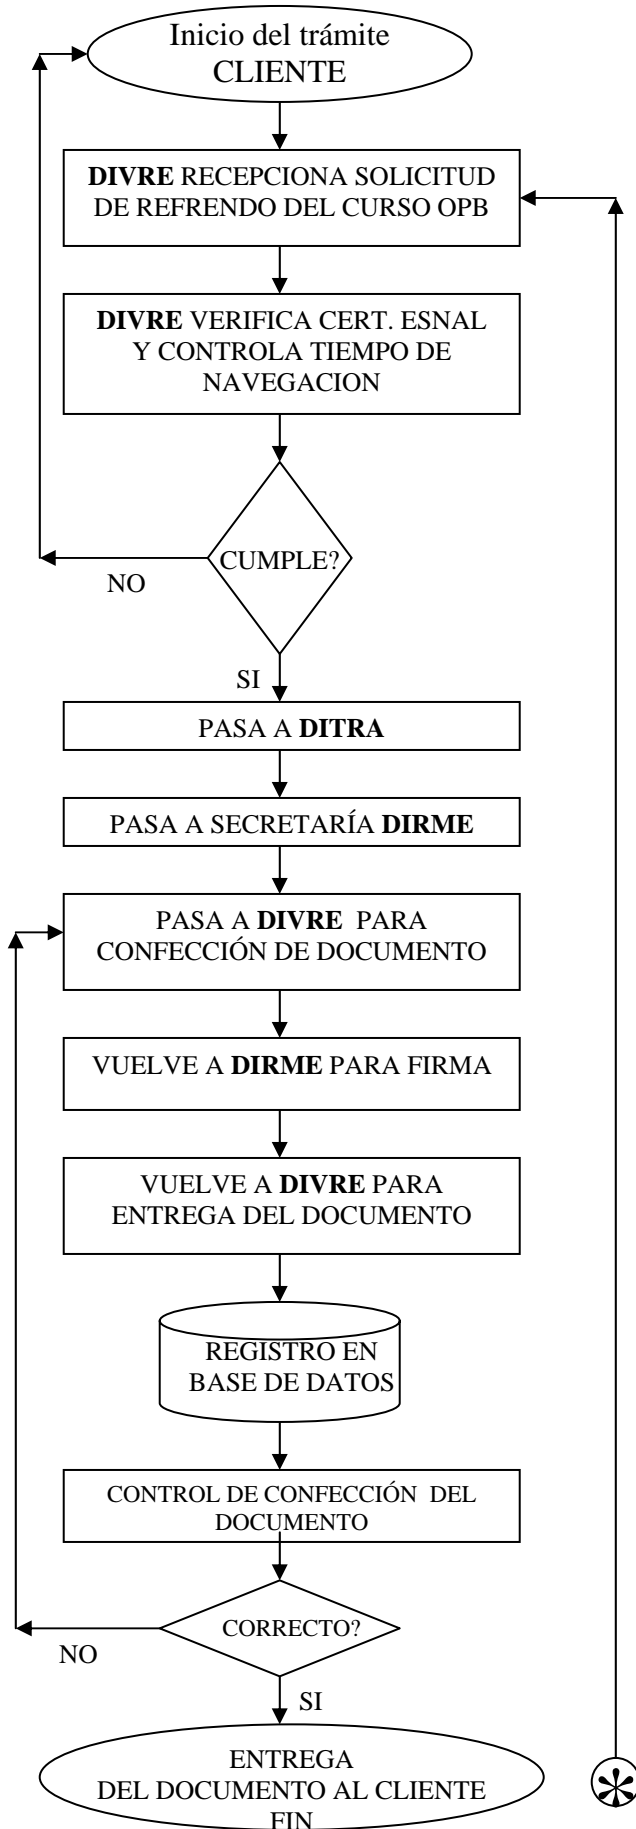 Inicio del trámite
CLIENTE
DIVRE RECEPCIONA SOLICITUD
DE REFRENDO DEL CURSO OPB
DIVRE VERIFICA CERT. ESNAL
Y CONTROLA TIEMPO DE
NAVEGACION
CUMPLE?
NO
SI
PASA A DITRA
PASA A SECRETARÍA DIRME
PASA A DIVRE PARA
CONFECCIÓN DE DOCUMENTO
VUELVE A DIRME PARA FIRMA
VUELVE A DIVRE PARA
ENTREGA DEL DOCUMENTO
REGISTRO EN
BASE DE DATOS
CONTROL DE CONFECCIÓN DEL
DOCUMENTO
CORRECTO?
NO
SI
ENTREGA
DEL DOCUMENTO AL CLIENTE
FIN
*